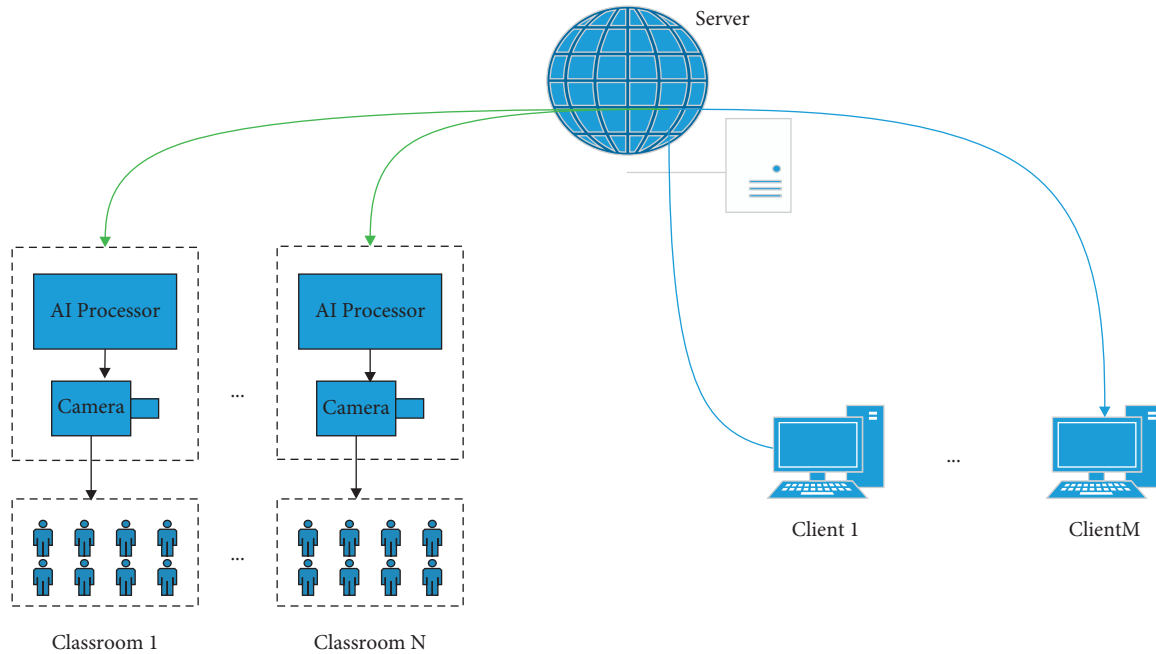 Server
AI Processor
AI Processor
Camera
...
Camera
Client 1
...
ClientM
...
Classroom 1
Classroom N